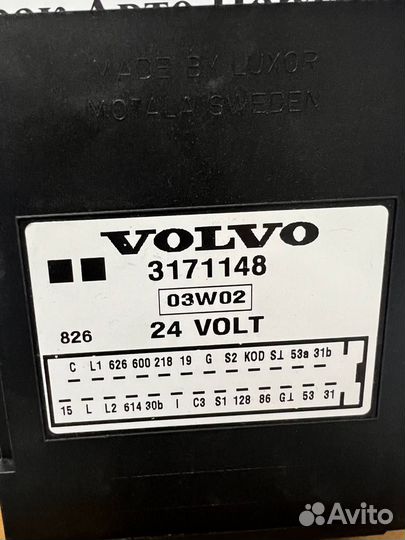 MADE BY LUXOR
MOTALA SWEDEN
VOLVO
3171148
03W02
826 24 VOLT
C L1 626 600 218 19 G S2 KOD S⊥ 53a 31b
15 L L2 614 30b I C3 S1 128 86 G⊥ 53 31
Avito